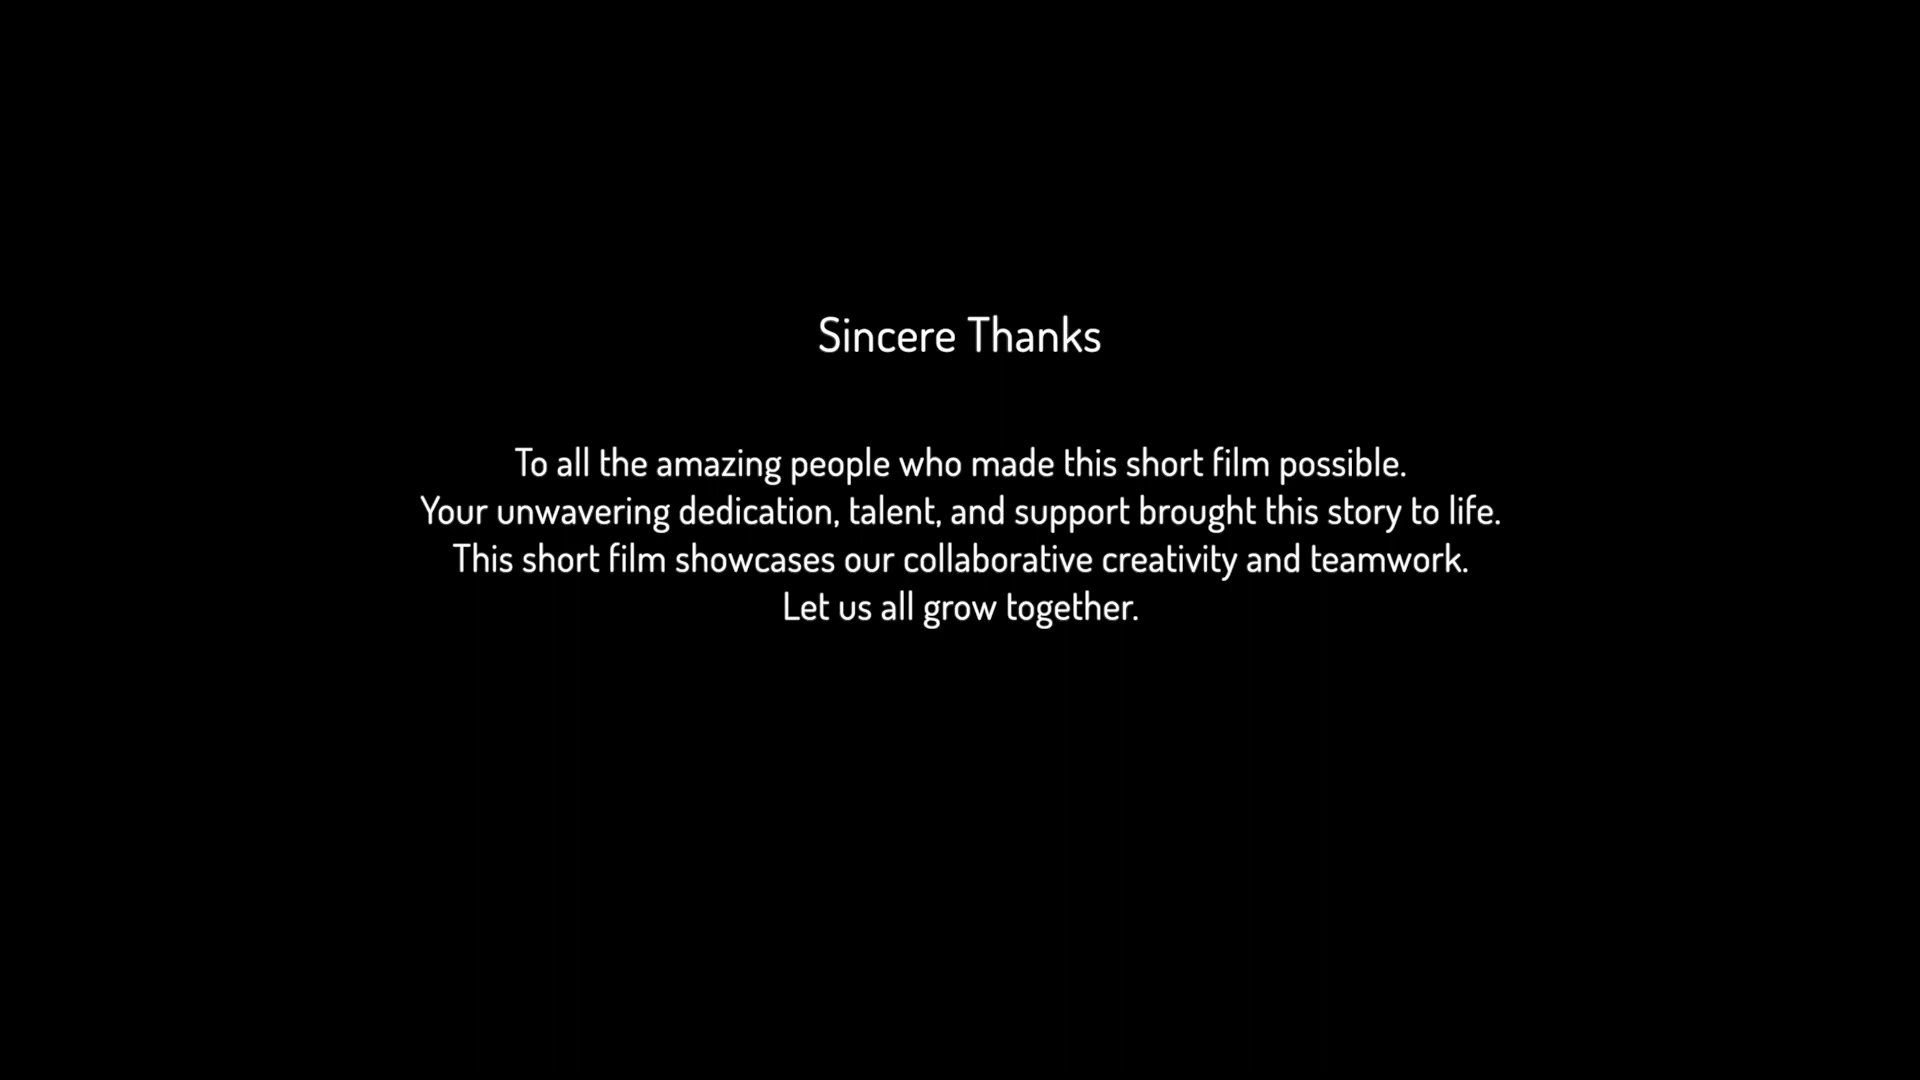 Sincere Thanks
To all the amazing people who made this short film possible.
Your unwavering dedication, talent, and support brought this story to life.
This short film showcases our collaborative creativity and teamwork.
Let us all grow together.